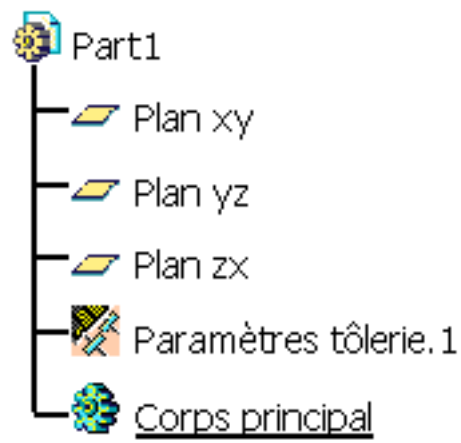 Part1
Plan xy
Plan yz
Plan zx
Paramètres tôlerie.1
Corps principal